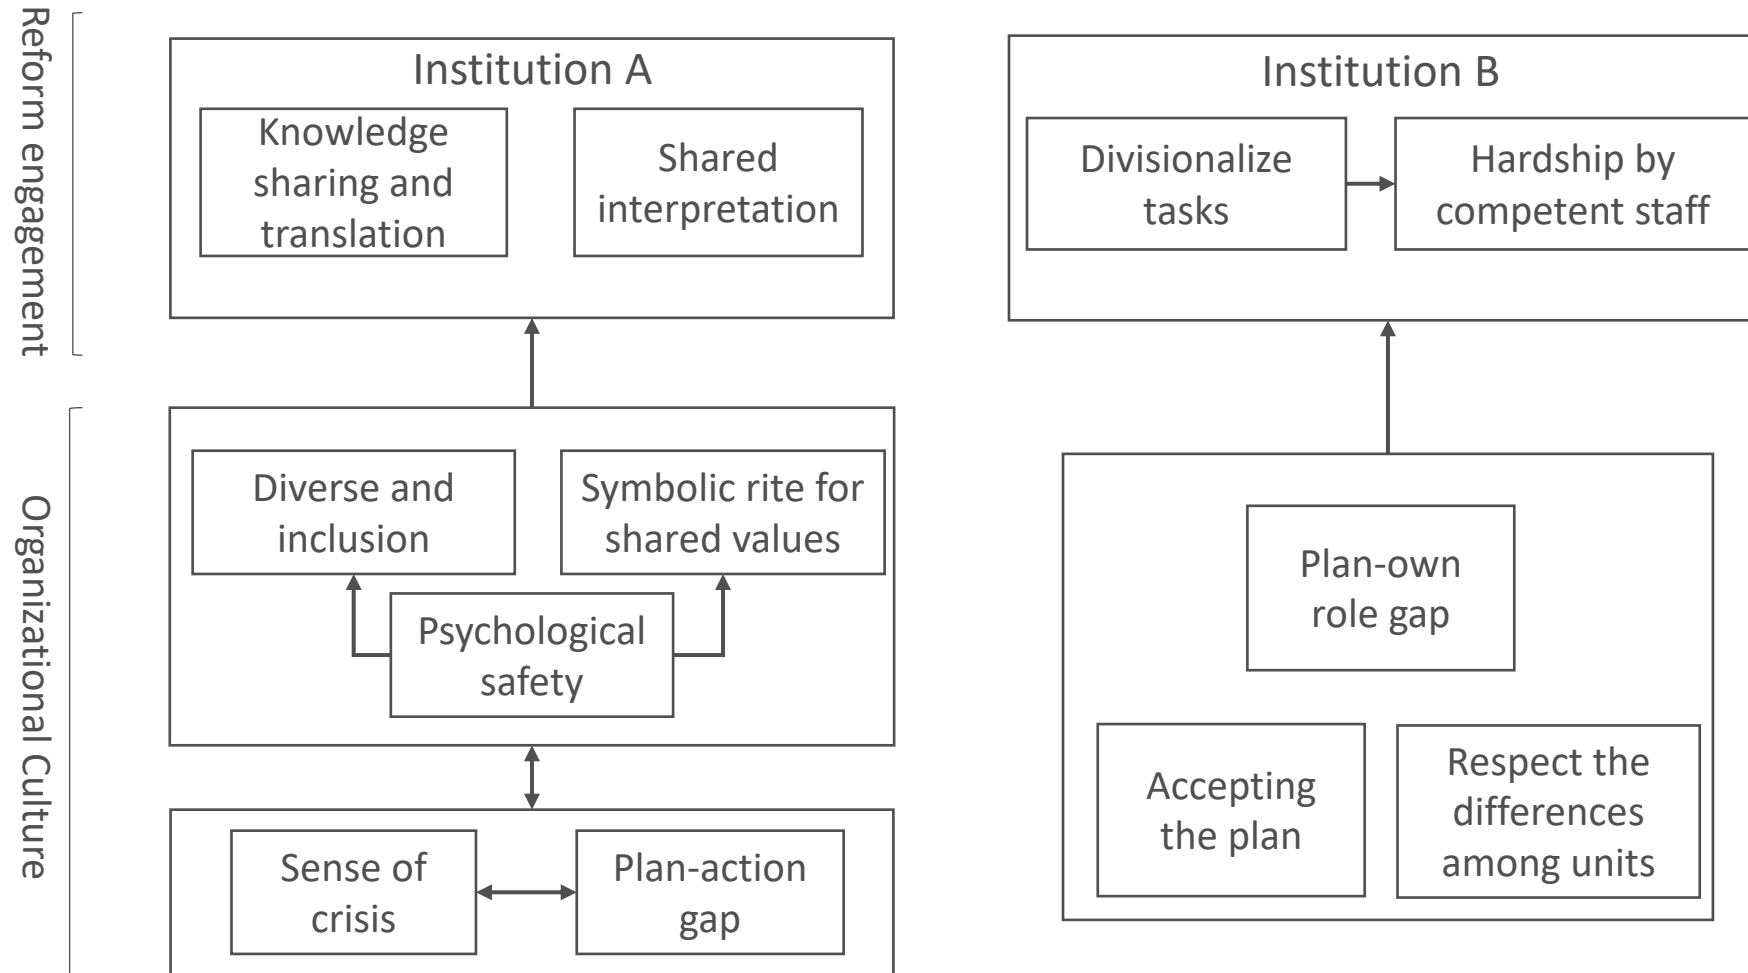 Reform engagement
Institution A
Knowledge
sharing and
translation
Shared
interpretation
Institution B
Divisionalize
tasks
Hardship by
competent staff
Organizational Culture
Diverse and
inclusion
Symbolic rite for
shared values
Psychological
safety
Sense of
crisis
Plan-action
gap
Plan-own
role gap
Accepting
the plan
Respect the
differences
among units